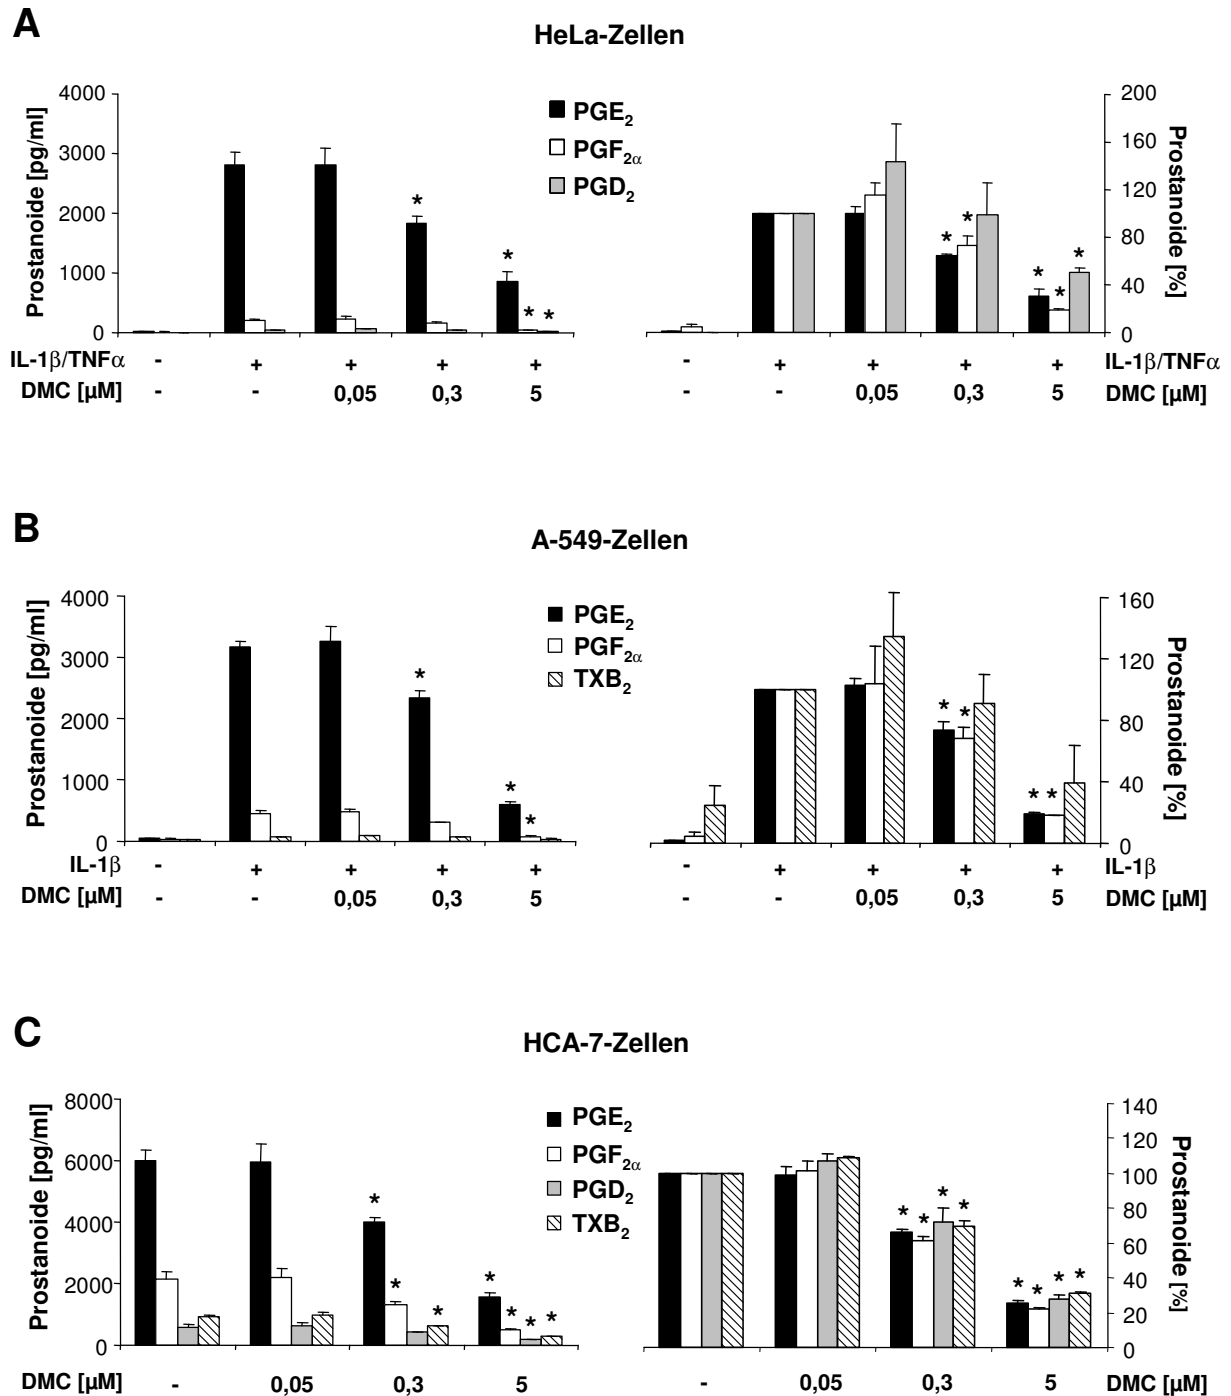 A
HeLa-Zellen
Prostanoide [pg/ml]
4000
3000
2000
1000
0
PGE2
PGF2α
PGD2
* * * *
200
160
120
80
40
0
Prostanoide [%]
* * * * *
IL-1β/TNFα - + + + +
DMC [µM] - - 0,05 0,3 5
- + + + + IL-1β/TNFα
- - 0,05 0,3 5 DMC [µM]
B
A-549-Zellen
Prostanoide [pg/ml]
4000
3000
2000
1000
0
PGE2
PGF2α
TXB2
* * *
160
120
80
40
0
Prostanoide [%]
* * * *
IL-1β - + + + +
DMC [µM] - - 0,05 0,3 5
- + + + + IL-1β
- - 0,05 0,3 5 DMC [µM]
C
HCA-7-Zellen
Prostanoide [pg/ml]
8000
6000
4000
2000
0
PGE2
PGF2α
PGD2
TXB2
* * * * * * *
140
120
100
80
60
40
20
0
Prostanoide [%]
* * * * * * * *
DMC [µM] - 0,05 0,3 5
- 0,05 0,3 5 DMC [µM]